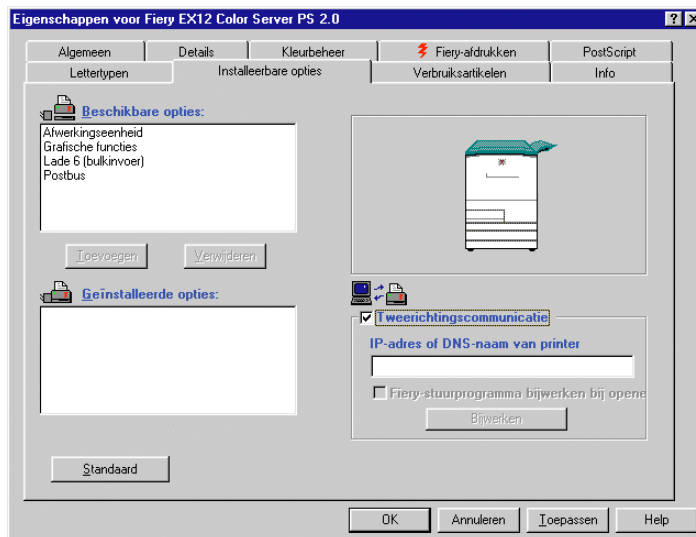 Eigenschappen voor Fiery EX12 Color Server PS 2.0
Algemeen Details Kleurbeheer Fiery-afdrukken PostScript
Lettertypen Installeerbare opties Verbruiksartikelen Info
Beschikbare opties:
Afwerkingseenheid
Grafische functies
Lade 6 (bulkinvoer)
Postbus
Toevoegen Verwijderen
Geïnstalleerde opties:
Tweerichtingscommunicatie
IP-adres of DNS-naam van printer
Fiery-stuurprogramma bijwerken bij opene
Bijwerken
Standaard
OK Annuleren Toepassen Help